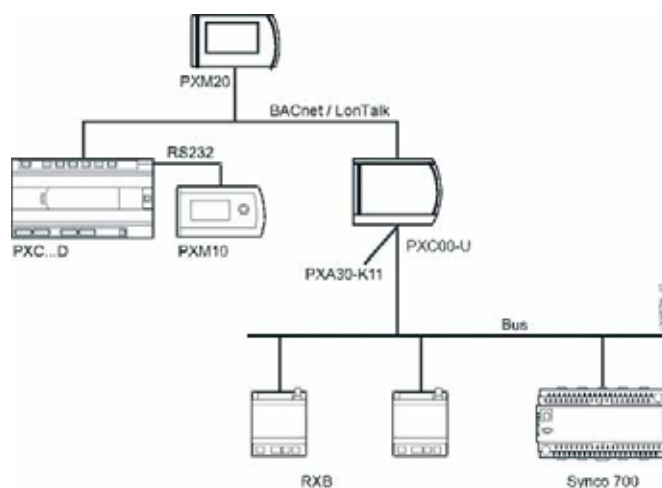 PXM20
BACnet / LonTalk
RS232
PXC...D
PXM10
PXC00-U
PXA30-K11
Bus
RXB
Synco 700